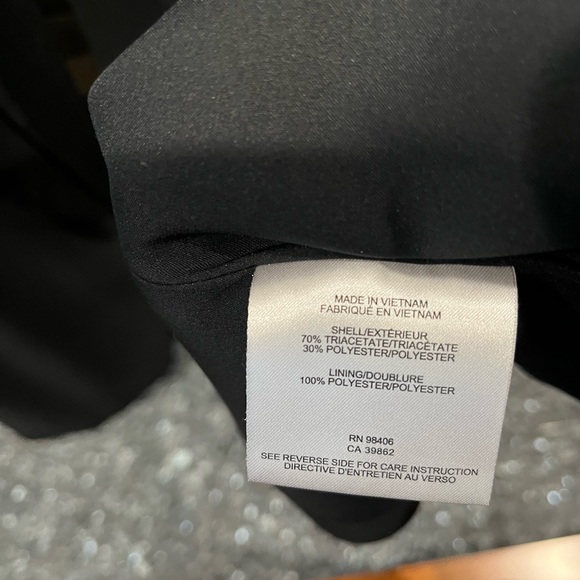 MADE IN VIETNAM
FABRIQUÉ EN VIETNAM
SHELL/EXTÉRIEUR
70% TRIACETATE/TRIACÉTATE
30% POLYESTER/POLYESTER
LINING/DOUBLURE
100% POLYESTER/POLYESTER
RN 98406
CA 39862
SEE REVERSE SIDE FOR CARE INSTRUCTION
DIRECTIVE D'ENTRETIEN AU VERSO